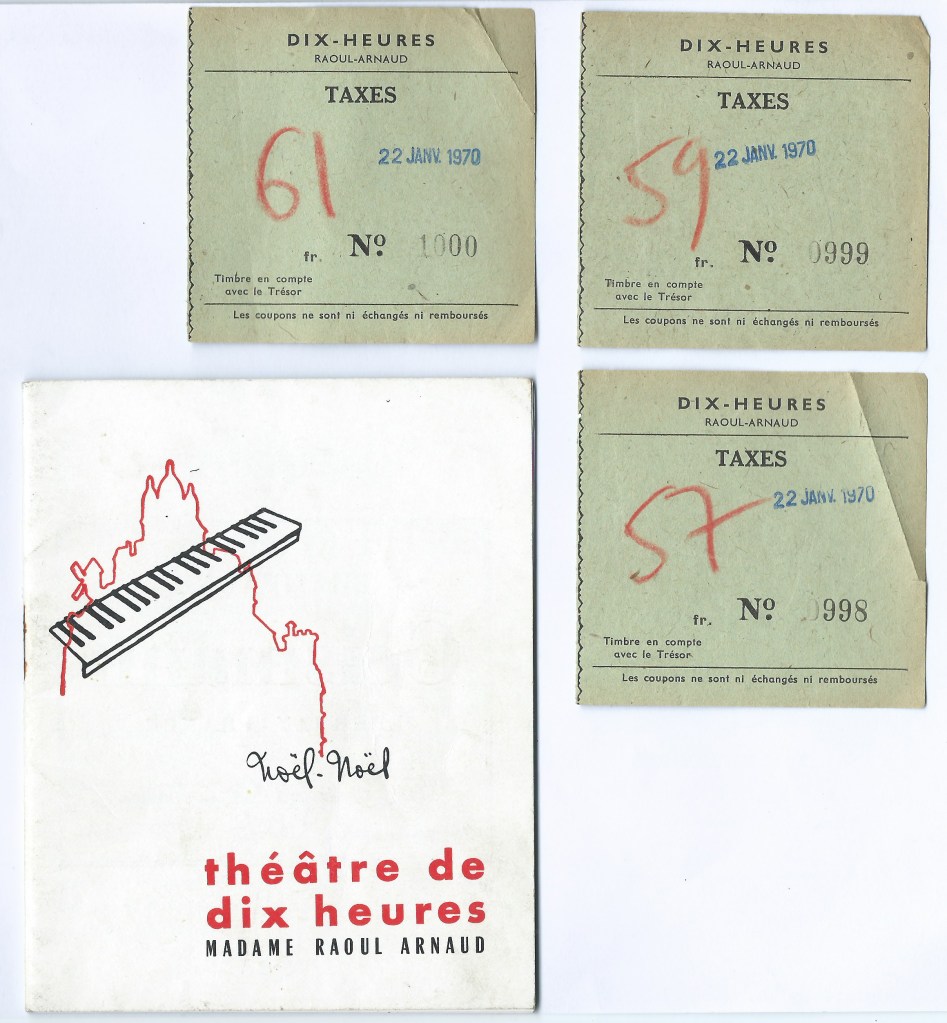 DIX-HEURES
RAOUL-ARNAUD
TAXES
61
22 JANV. 1970
fr. Nº 1000
Timbre en compte
avec le Trésor
Les coupons ne sont ni échangés ni remboursés
DIX-HEURES
RAOUL-ARNAUD
TAXES
59
22 JANV. 1970
fr. Nº 0999
Timbre en compte
avec le Trésor
Les coupons ne sont ni échangés ni remboursés
DIX-HEURES
RAOUL-ARNAUD
TAXES
57
22 JANV. 1970
fr. Nº 0998
Timbre en compte
avec le Trésor
Les coupons ne sont ni échangés ni remboursés
Noël-Noël
théâtre de
dix heures
MADAME RAOUL ARNAUD